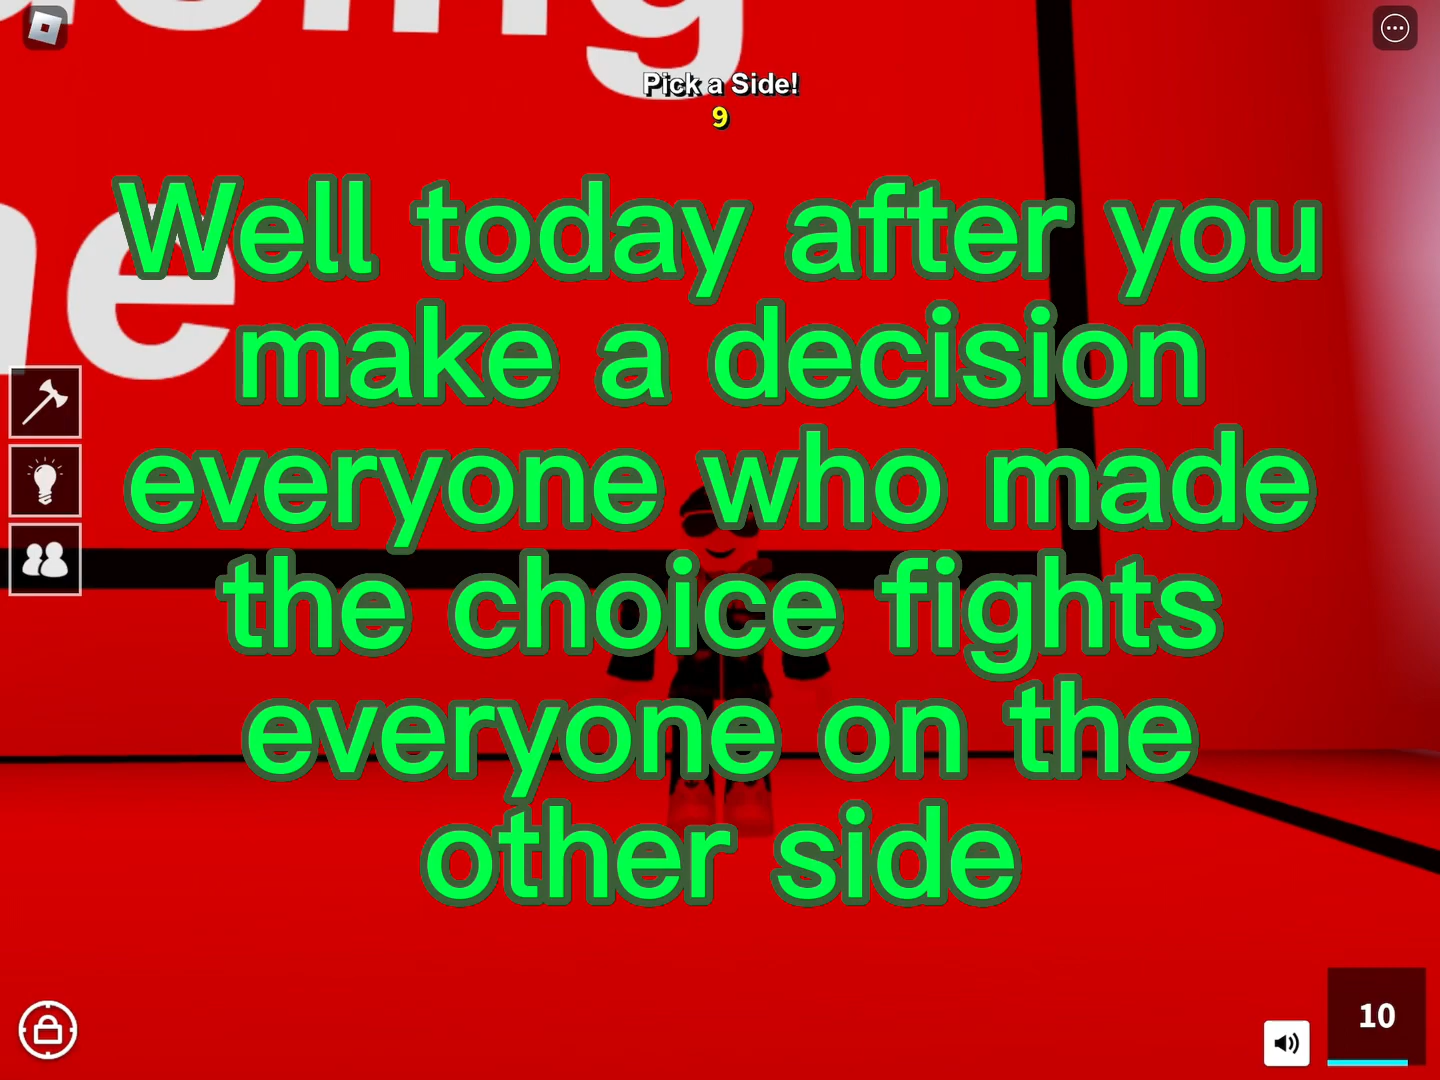 Pick a Side!
9
Well today after you
make a decision
everyone who made
the choice fights
everyone on the
other side
10